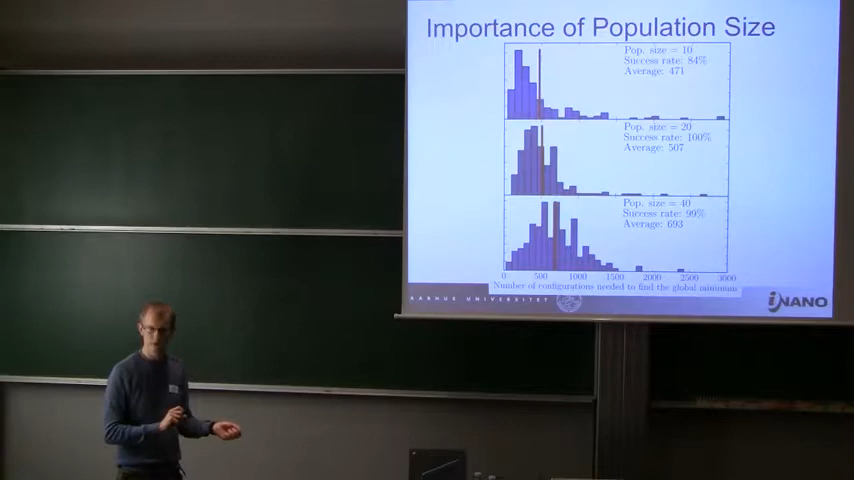 Importance of Population Size
Pop. size = 10
Success rate: 84%
Average: 471
Pop. size = 20
Success rate: 100%
Average: 507
Pop. size = 40
Success rate: 99%
Average: 693
0 500 1000 1500 2000 2500 3000
Number of configurations needed to find the global minimum
AARHUS UNIVERSITET
iNANO